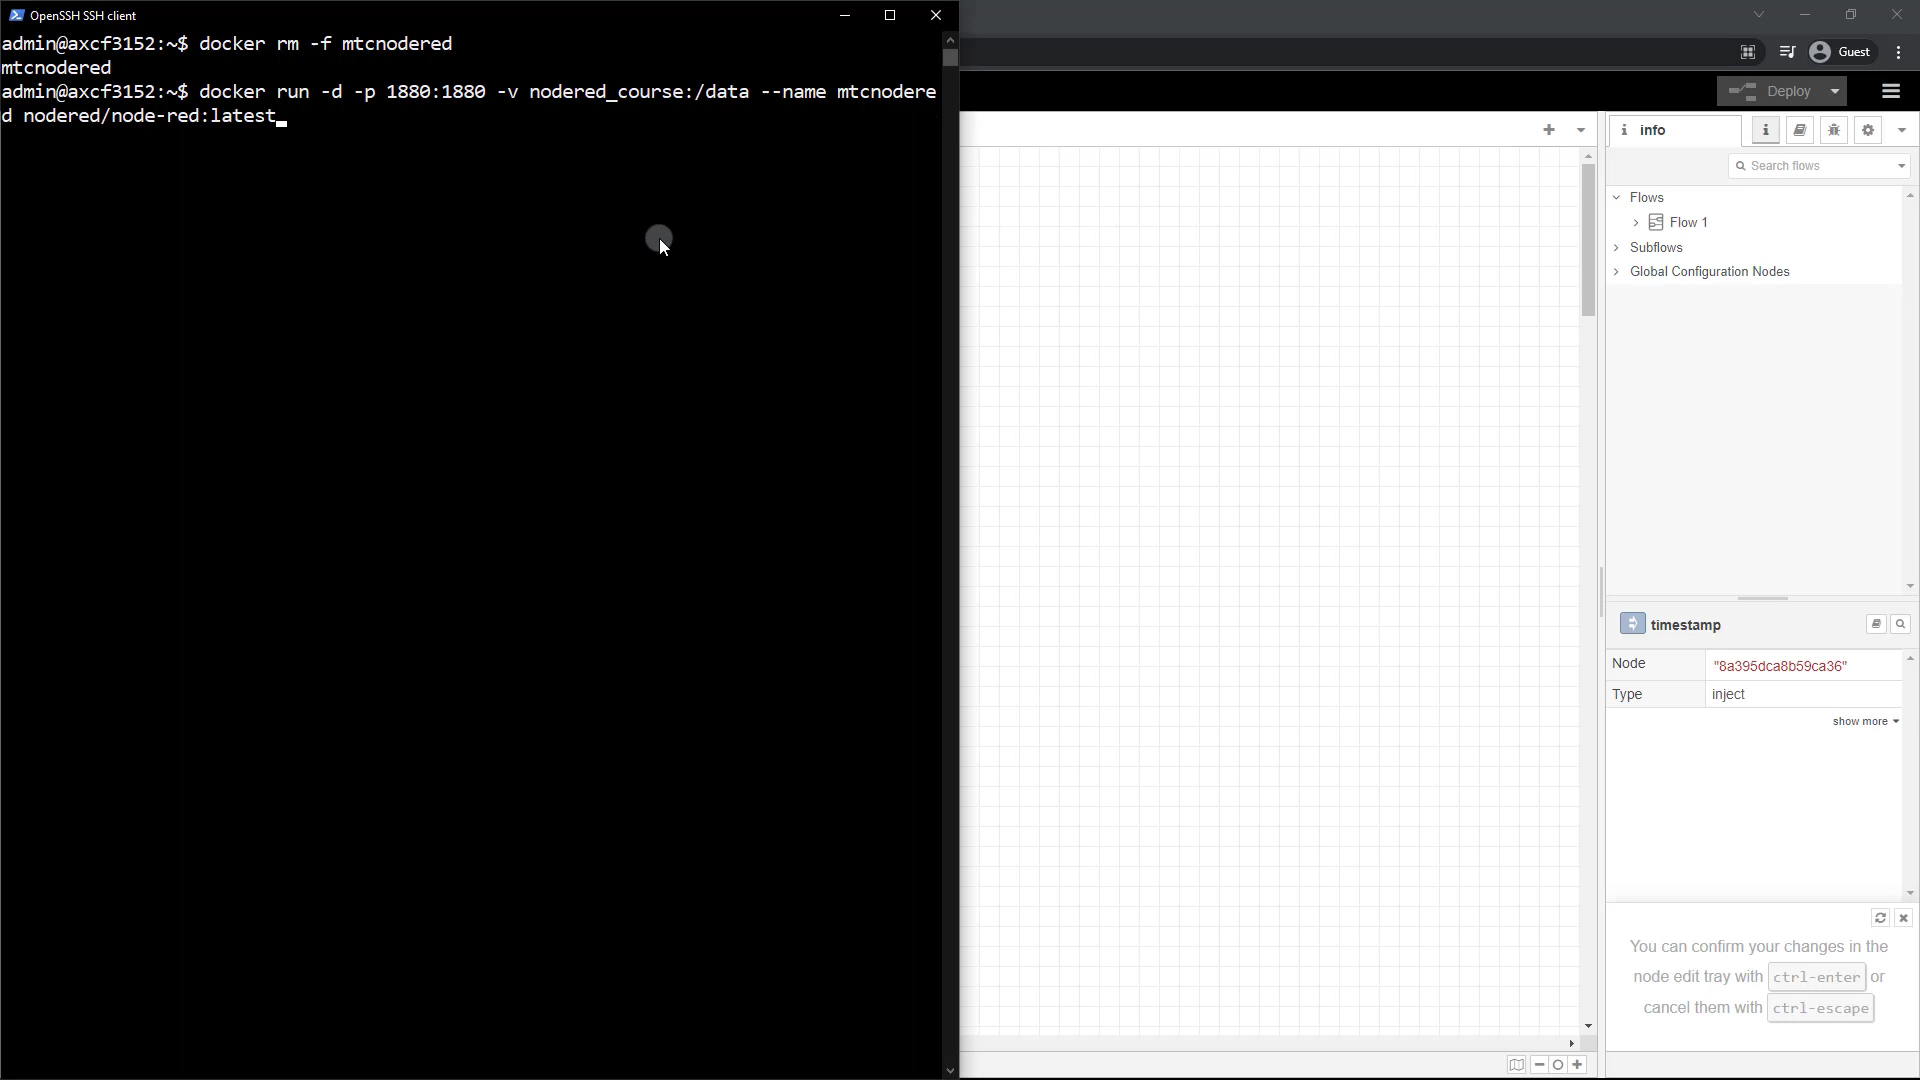 OpenSSH SSH client
admin@axcf3152:~$ docker rm -f mtcnodered
mtcnodered
admin@axcf3152:~$ docker run -d -p 1880:1880 -v nodered_course:/data --name mtcnodere
d nodered/node-red:latest
Guest
Deploy
info
Search flows
Flows
Flow 1
Subflows
Global Configuration Nodes
timestamp
Node "8a395dca8b59ca36"
Type inject
show more
You can confirm your changes in the
node edit tray with ctrl-enter or
cancel them with ctrl-escape